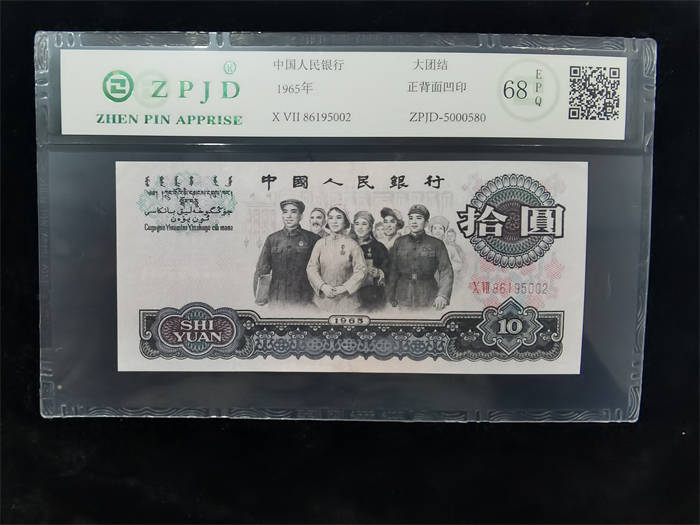 ZPJD®
ZHEN PIN APPRISE
中国人民银行
1965年
X VII 86195002
大团结
正背面凹印
ZPJD-5000580
68
EPQ
中國人民銀行
拾圓
X VII 86195002
1965
SHI
YUAN
10